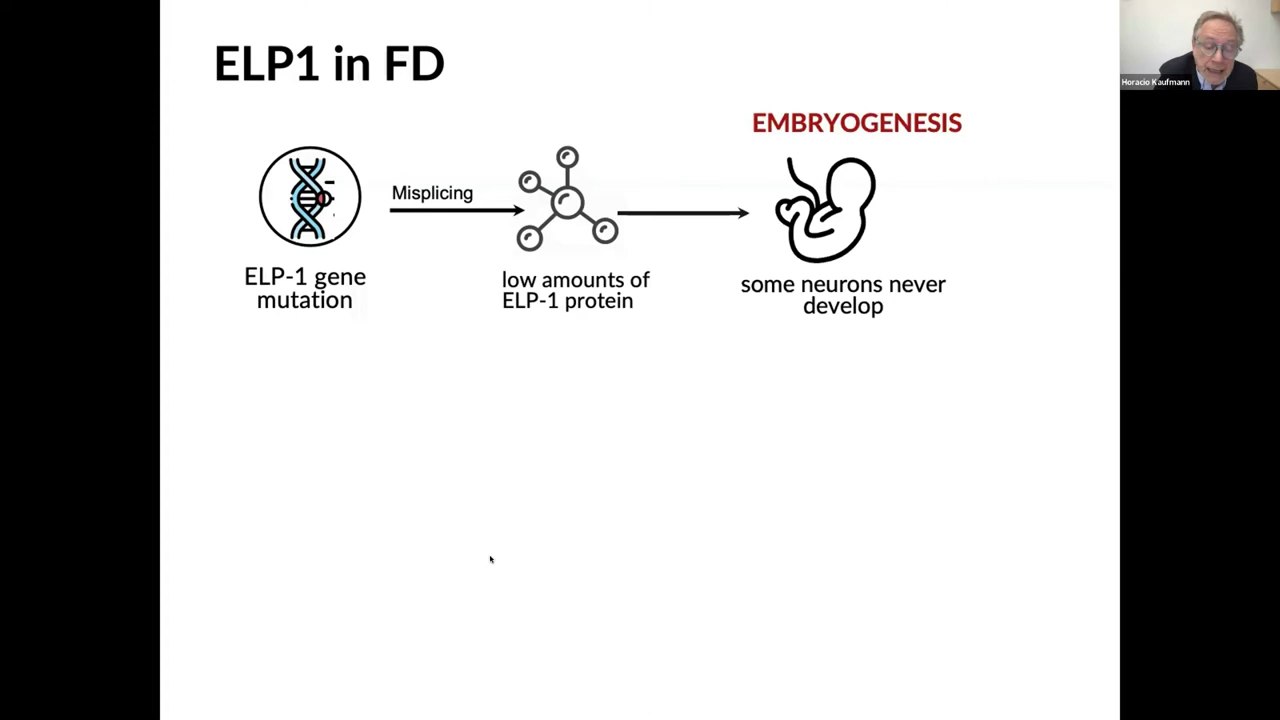 ELP1 in FD
Horacio Kaufmann
EMBRYOGENESIS
Misplicing
ELP-1 gene
mutation
low amounts of
ELP-1 protein
some neurons never
develop